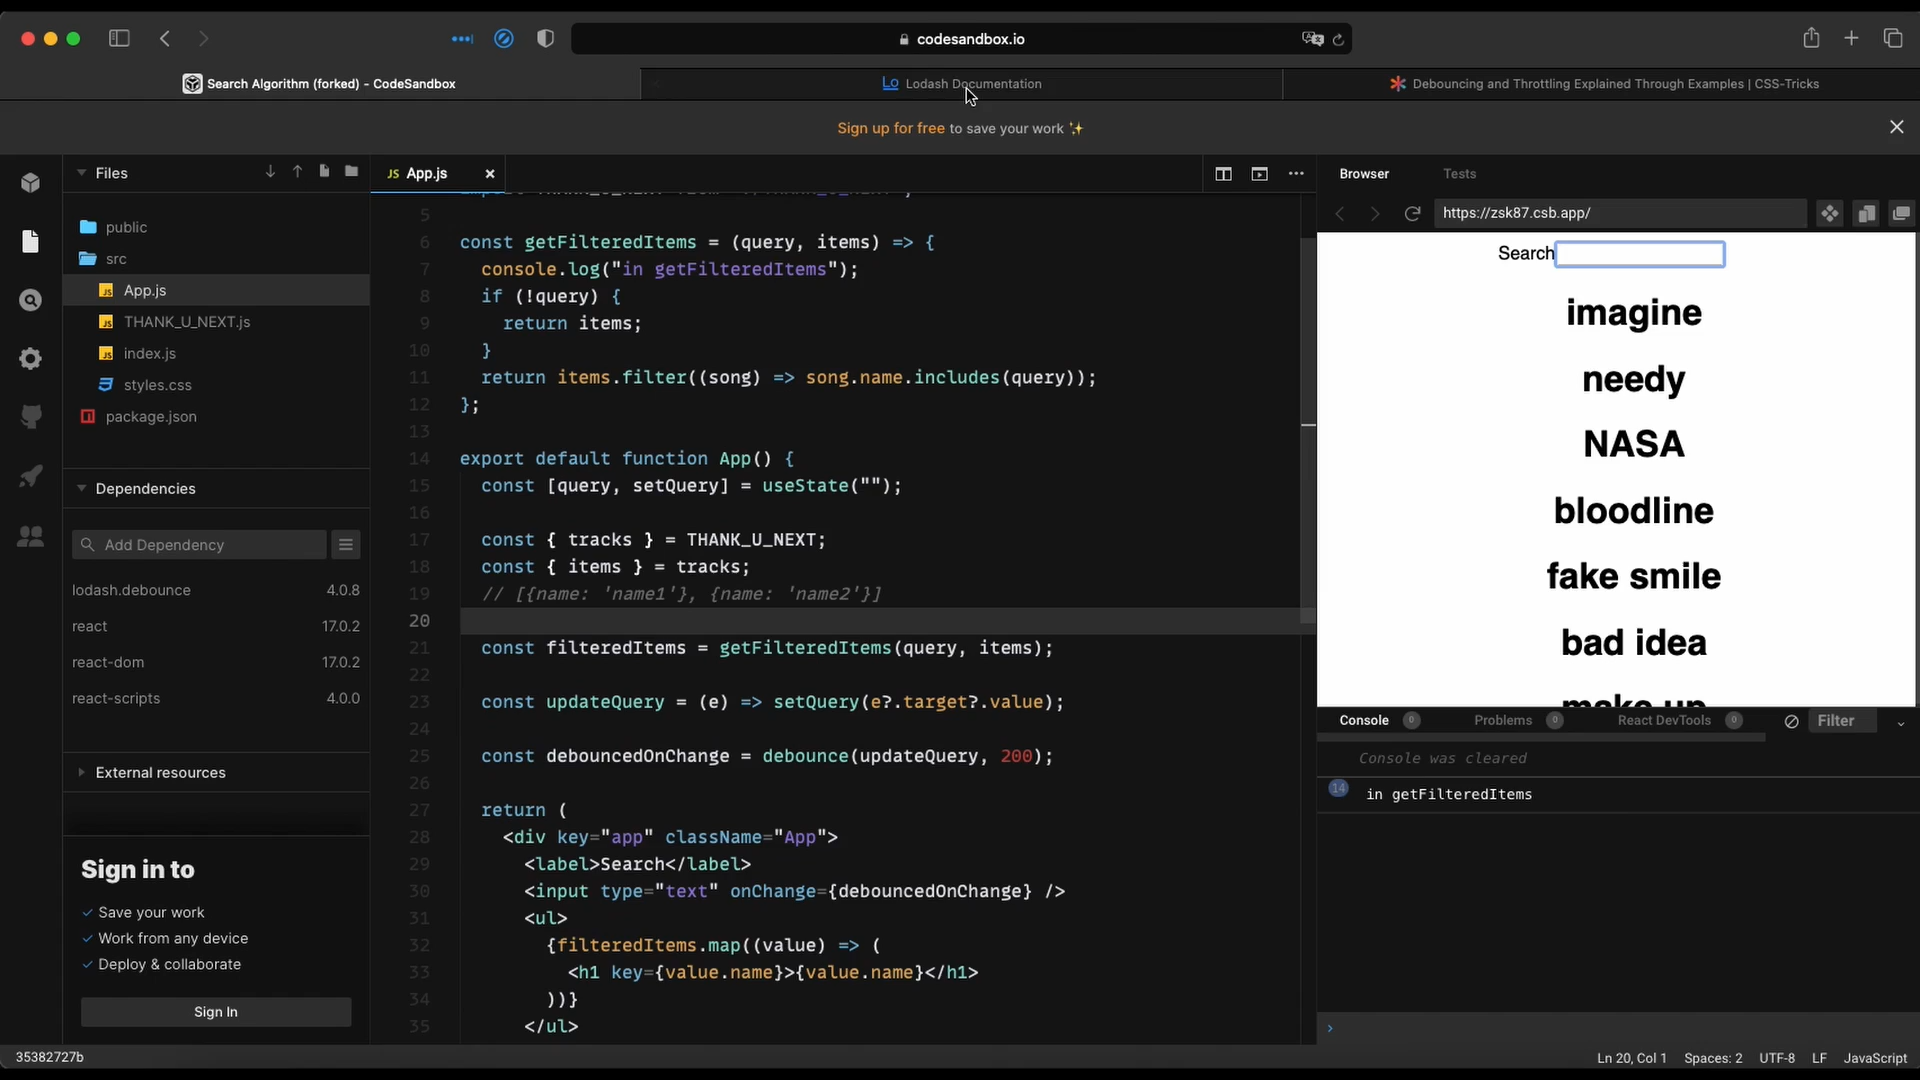 codesandbox.io
Search Algorithm (forked) - CodeSandbox
Lo Lodash Documentation
Debouncing and Throttling Explained Through Examples | CSS-Tricks
Sign up for free to save your work ✨
Files
public
src
JS App.js
JS THANK_U_NEXT.js
JS index.js
styles.css
package.json
Dependencies
Add Dependency
lodash.debounce 4.0.8
react 17.0.2
react-dom 17.0.2
react-scripts 4.0.0
External resources
Sign in to
✓ Save your work
✓ Work from any device
✓ Deploy & collaborate
Sign In
JS App.js ×
5
6 const getFilteredItems = (query, items) => {
7 console.log("in getFilteredItems");
8 if (!query) {
9 return items;
10 }
11 return items.filter((song) => song.name.includes(query));
12 };
13
14 export default function App() {
15 const [query, setQuery] = useState("");
16
17 const { tracks } = THANK_U_NEXT;
18 const { items } = tracks;
19 // [{name: 'name1'}, {name: 'name2'}]
20
21 const filteredItems = getFilteredItems(query, items);
22
23 const updateQuery = (e) => setQuery(e?.target?.value);
24
25 const debouncedOnChange = debounce(updateQuery, 200);
26
27 return (
28 <div key="app" className="App">
29 <label>Search</label>
30 <input type="text" onChange={debouncedOnChange} />
31 <ul>
32 {filteredItems.map((value) => (
33 <h1 key={value.name}>{value.name}</h1>
34 ))}
35 </ul>
Browser Tests
https://zsk87.csb.app/
Search
imagine
needy
NASA
bloodline
fake smile
bad idea
make up
Console 0 Problems 0 React DevTools 0 Filter
Console was cleared
14 in getFilteredItems
35382727b
Ln 20, Col 1 Spaces: 2 UTF-8 LF JavaScript